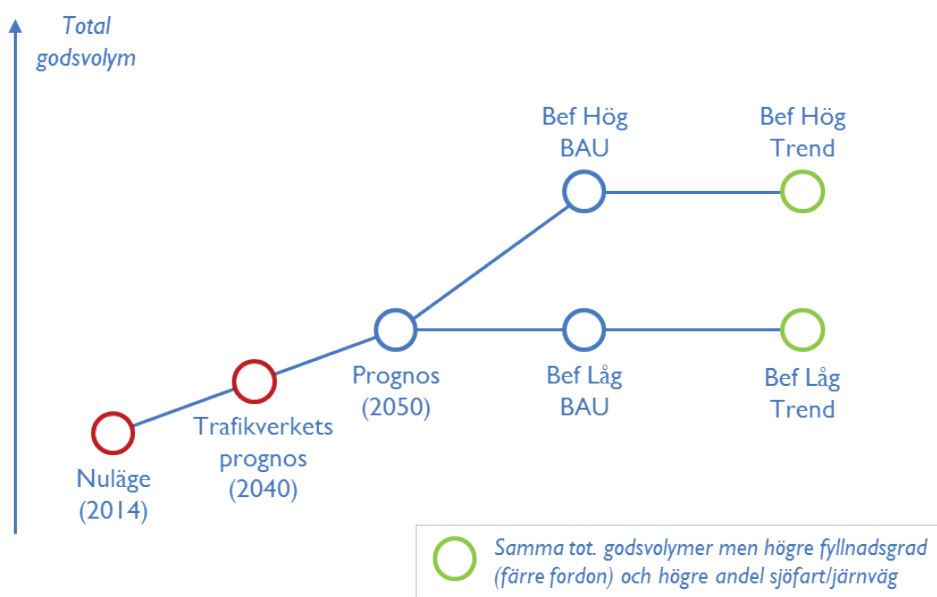 Total
godsvolym
Bef Hög
BAU
Bef Hög
Trend
Prognos
(2050)
Bef Låg
BAU
Bef Låg
Trend
Trafikverkets
prognos
(2040)
Nuläge
(2014)
Samma tot. godsvolymer men högre fyllnadsgrad
(färre fordon) och högre andel sjöfart/järnväg